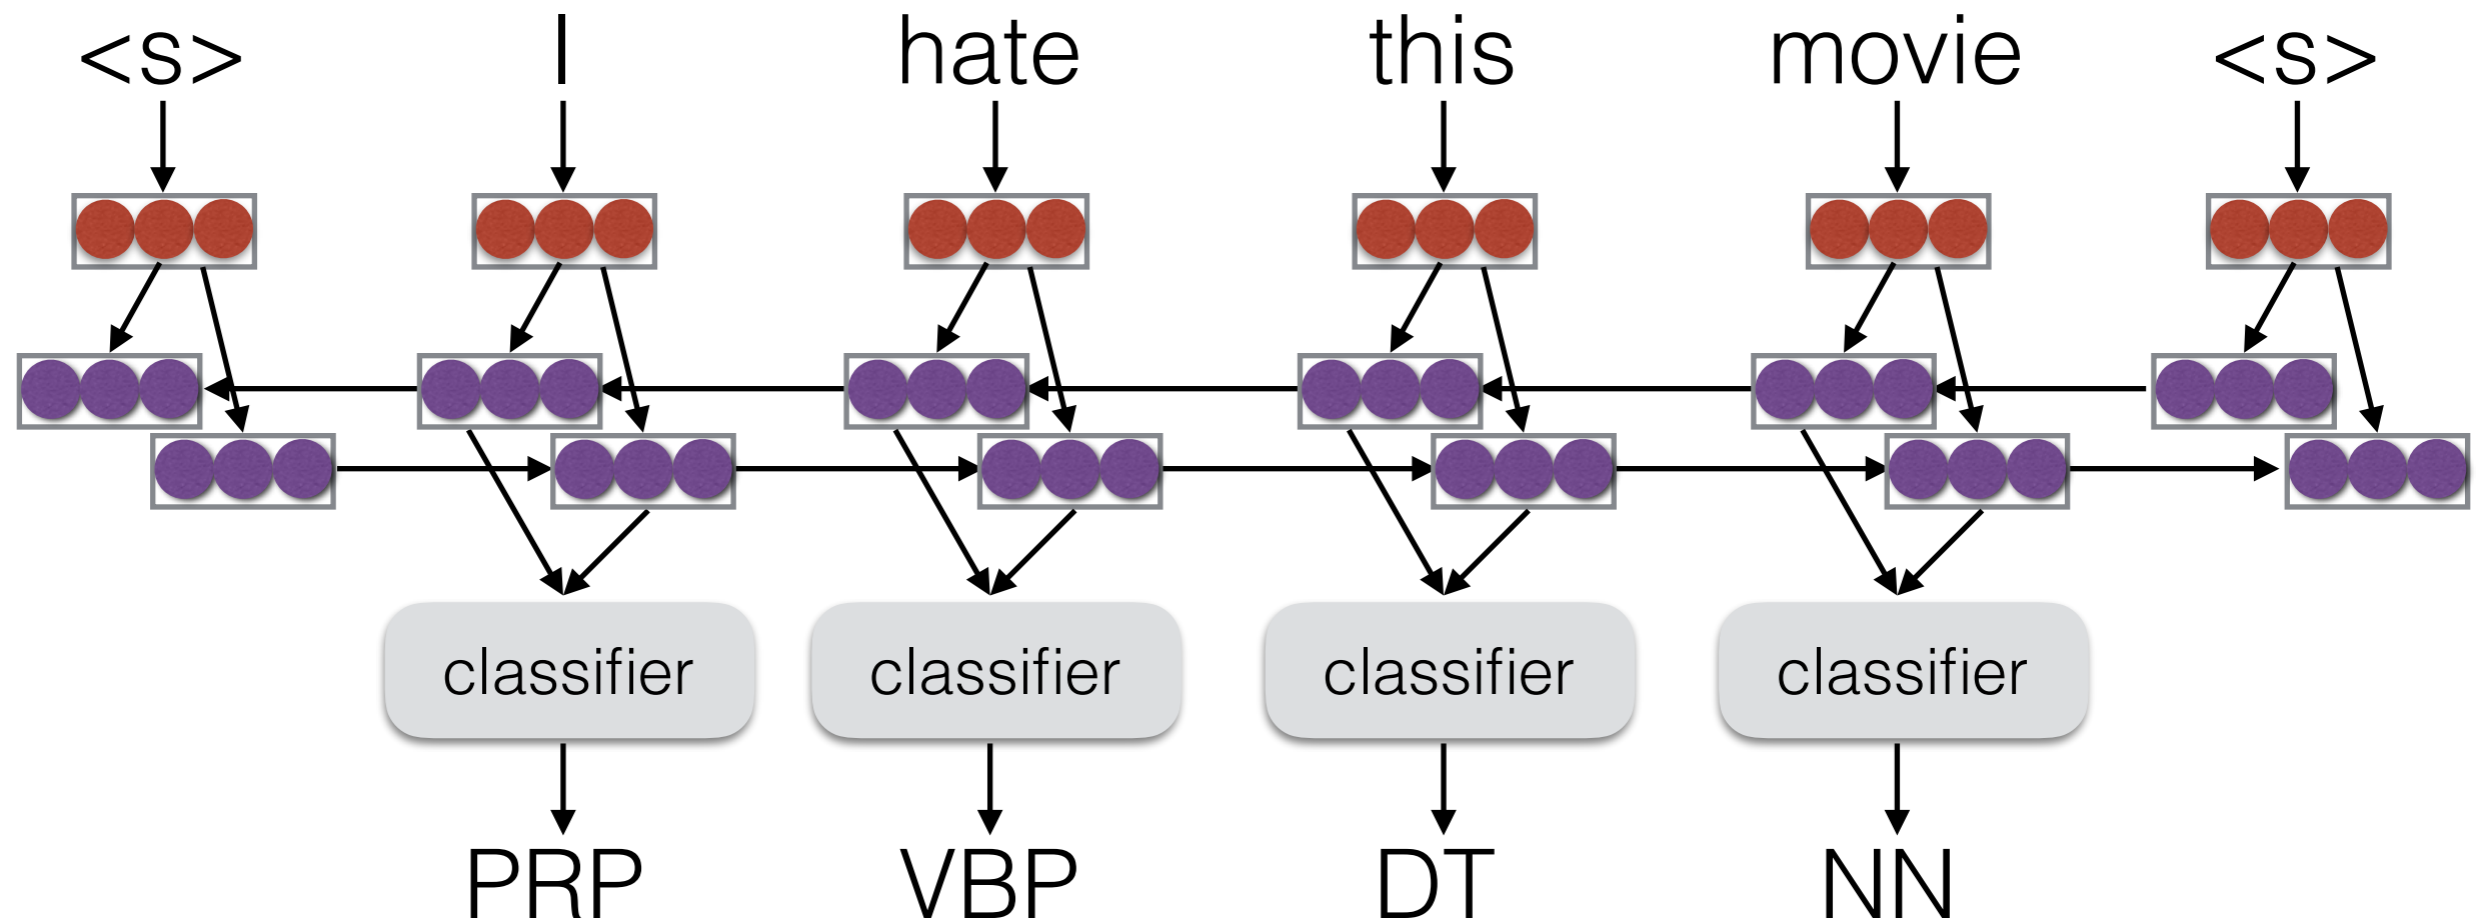 <s> I hate this movie <s>
classifier classifier classifier classifier
PRP VBP DT NN